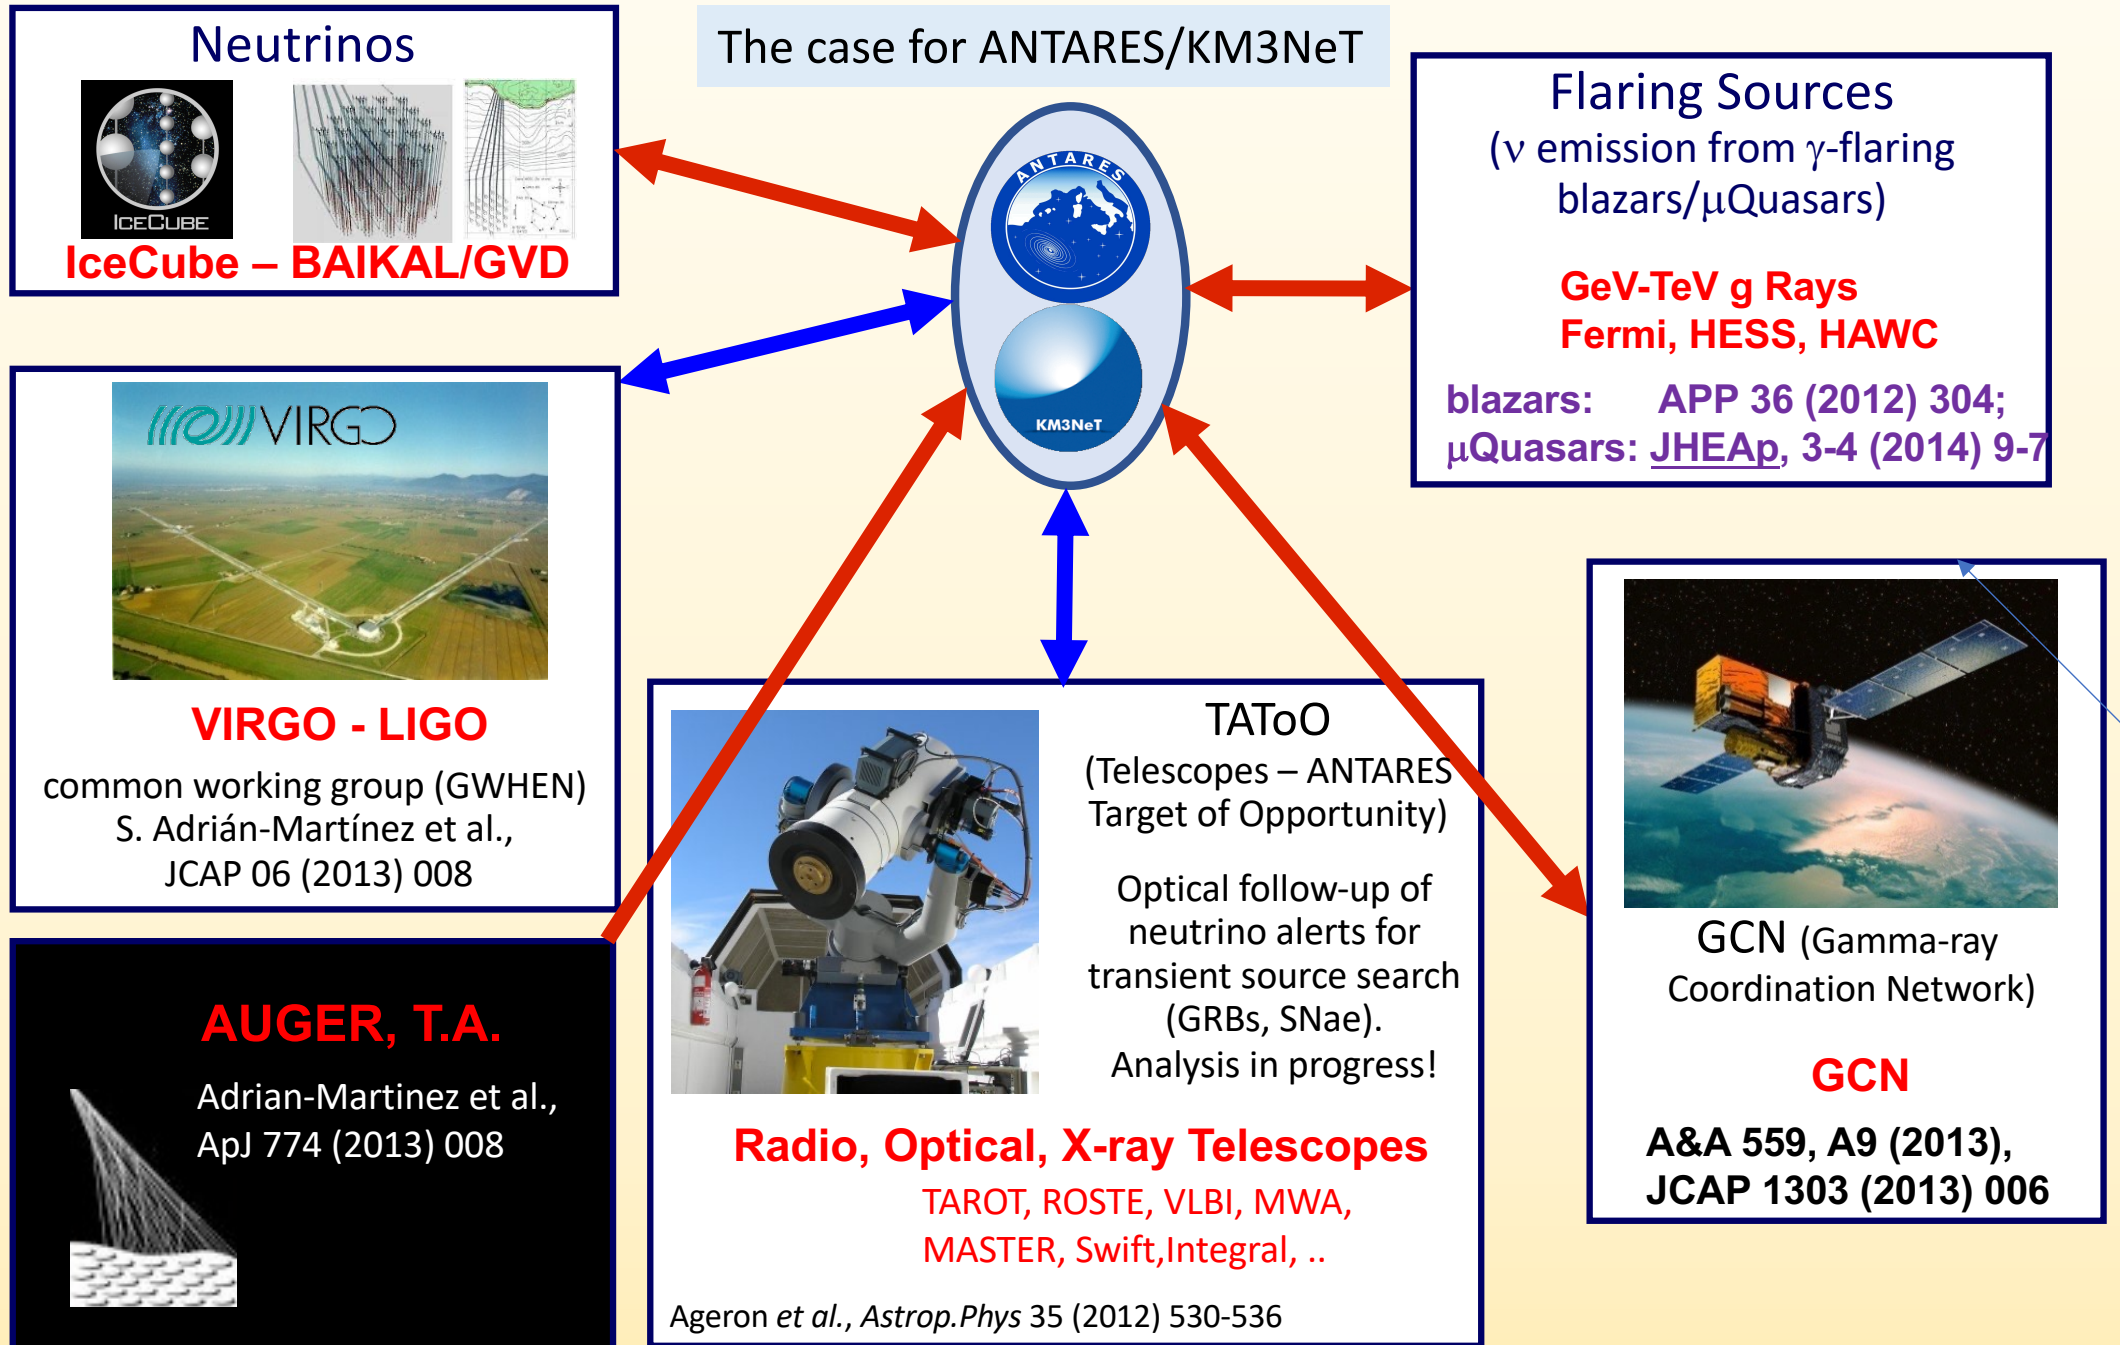 The case for ANTARES/KM3NeT
Neutrinos
ICECUBE
IceCube – BAIKAL/GVD
ANTARES
KM3NeT
Flaring Sources
(ν emission from γ-flaring
blazars/μQuasars)
GeV-TeV g Rays
Fermi, HESS, HAWC
blazars: APP 36 (2012) 304;
μQuasars: JHEAp, 3-4 (2014) 9-7
VIRGO
VIRGO - LIGO
common working group (GWHEN)
S. Adrián-Martínez et al.,
JCAP 06 (2013) 008
AUGER, T.A.
Adrian-Martinez et al.,
ApJ 774 (2013) 008
TAToO
(Telescopes – ANTARES
Target of Opportunity)
Optical follow-up of
neutrino alerts for
transient source search
(GRBs, SNae).
Analysis in progress!
Radio, Optical, X-ray Telescopes
TAROT, ROSTE, VLBI, MWA,
MASTER, Swift,Integral, ..
Ageron et al., Astrop.Phys 35 (2012) 530-536
GCN (Gamma-ray
Coordination Network)
GCN
A&A 559, A9 (2013),
JCAP 1303 (2013) 006